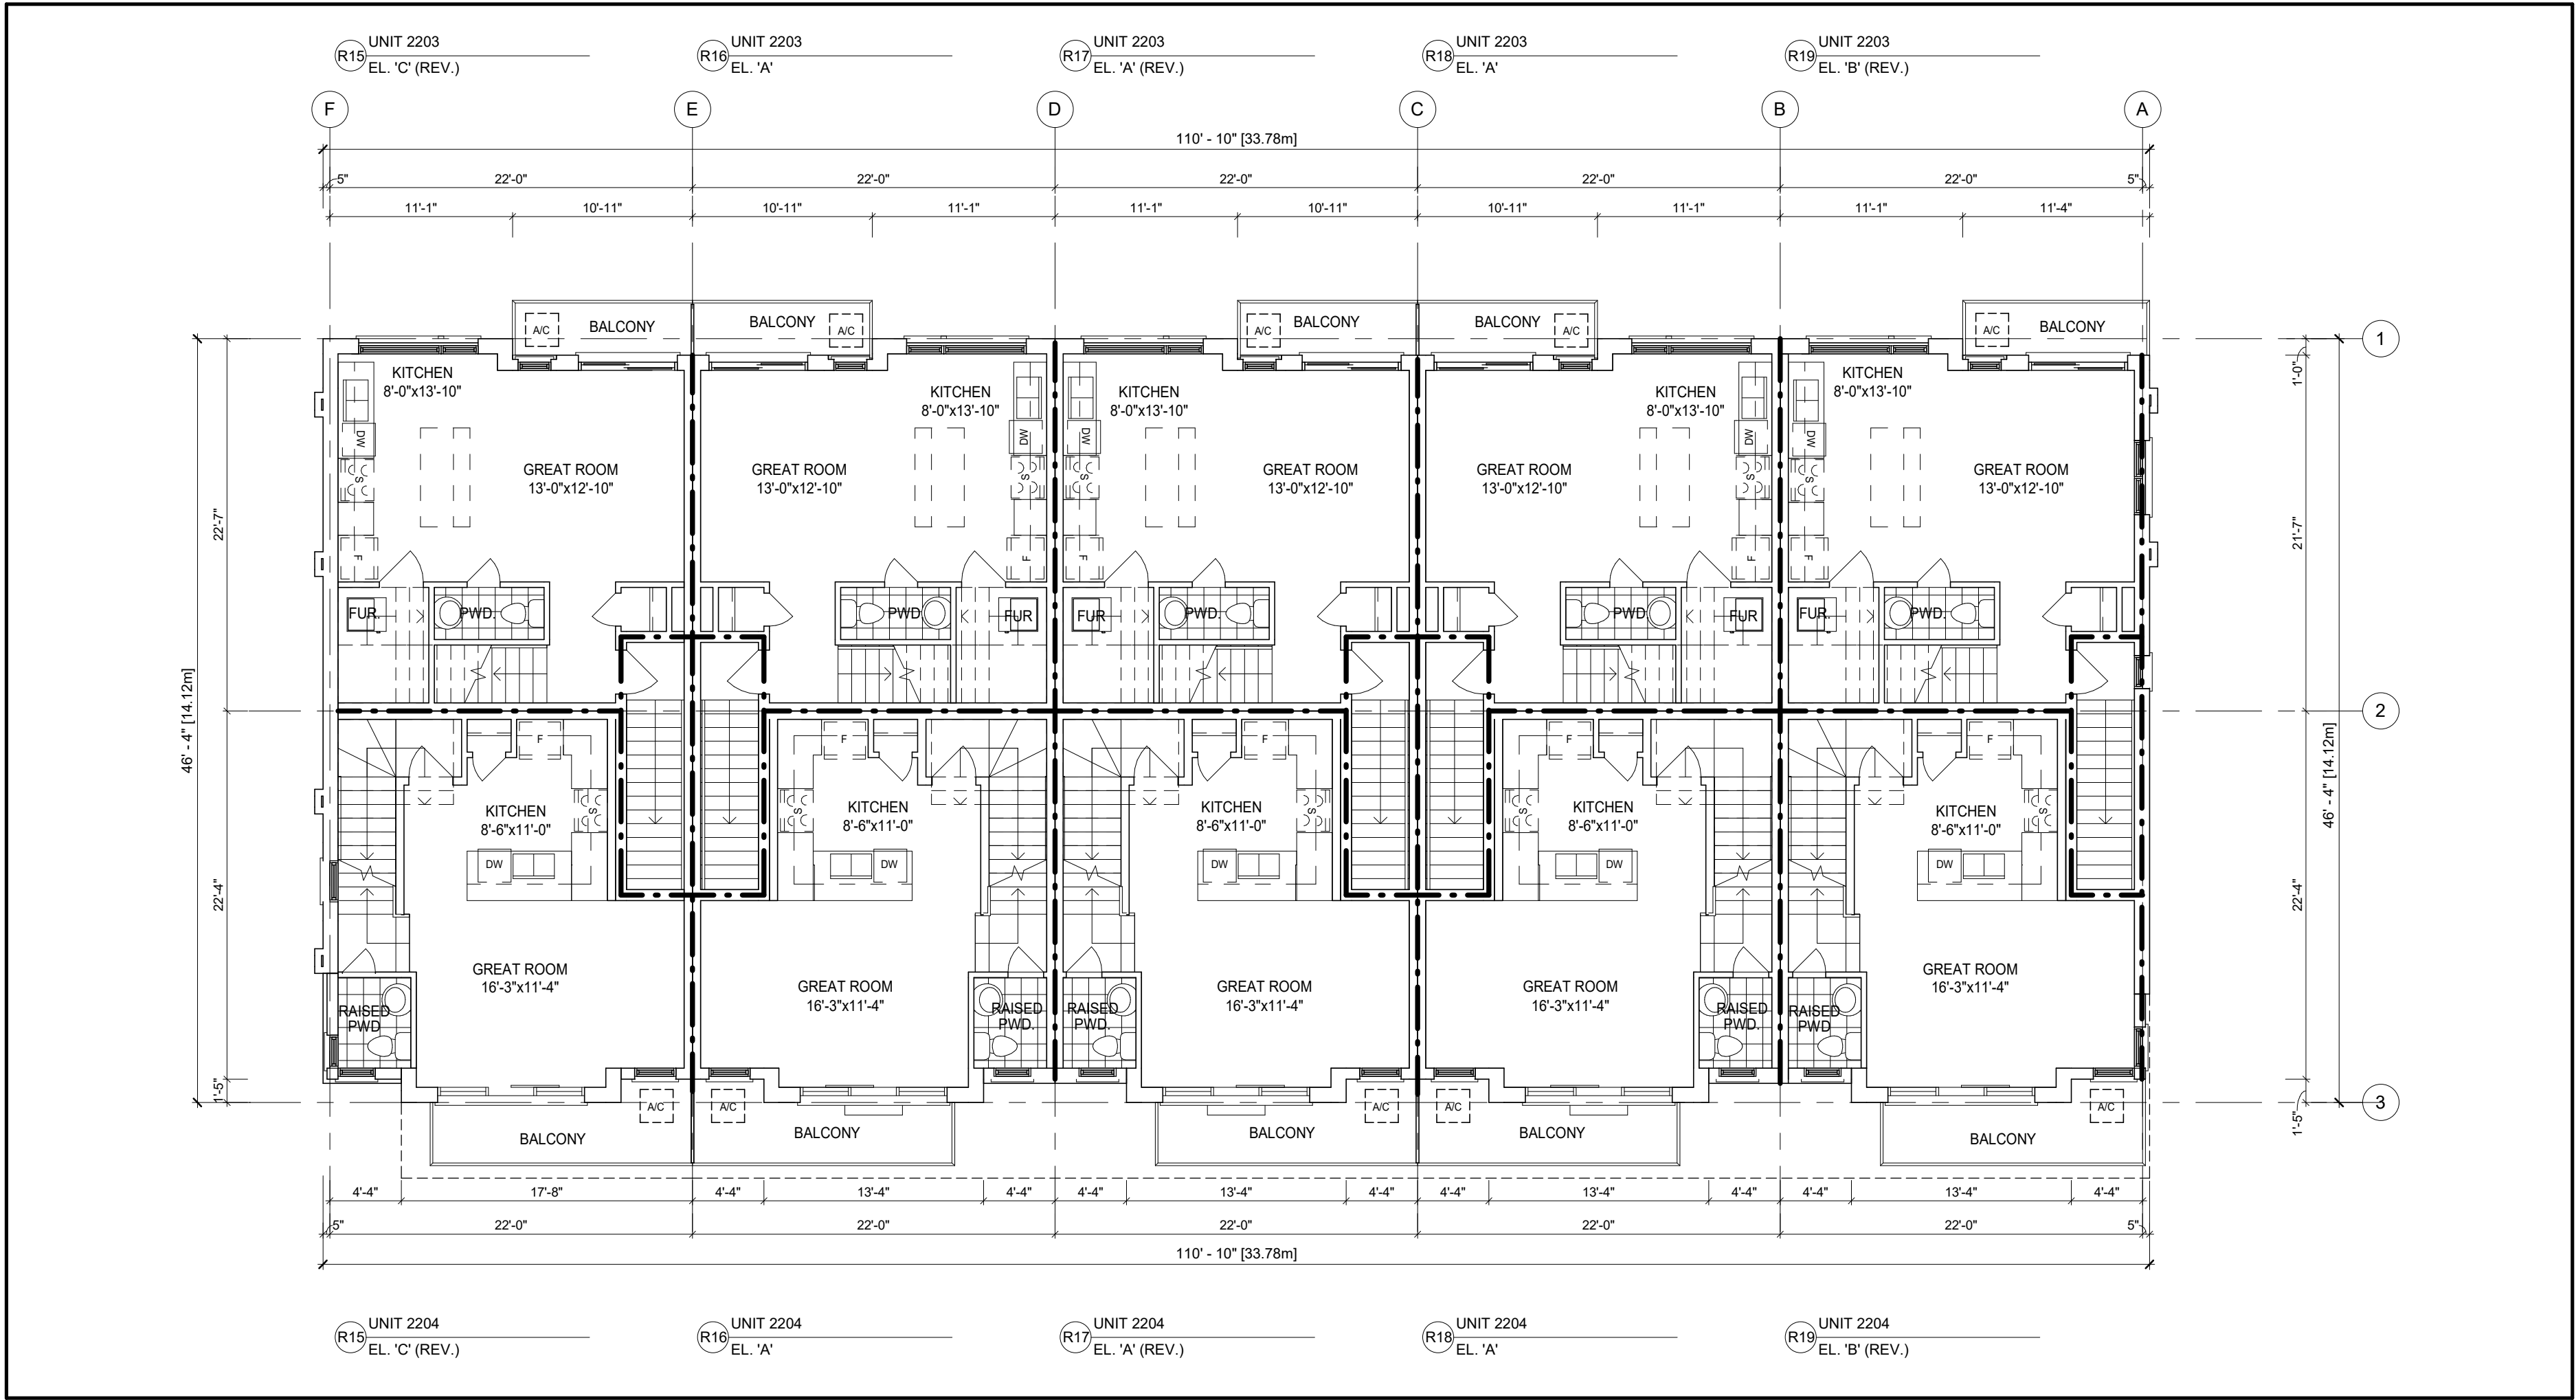 UNIT 2203
R15
EL. 'C' (REV.)
UNIT 2203
R16
EL. 'A'
UNIT 2203
R17
EL. 'A' (REV.)
UNIT 2203
R18
EL. 'A'
UNIT 2203
R19
EL. 'B' (REV.)
F E D C B A
110' - 10" [33.78m]
5" 22'-0" 22'-0" 22'-0" 22'-0" 22'-0" 5"
11'-1" 10'-11" 10'-11" 11'-1" 11'-1" 10'-11" 10'-11" 11'-1" 11'-1" 11'-4"
A/C BALCONY BALCONY A/C A/C BALCONY BALCONY A/C A/C BALCONY
1
KITCHEN
8'-0"x13'-10"
KITCHEN
8'-0"x13'-10"
KITCHEN
8'-0"x13'-10"
KITCHEN
8'-0"x13'-10"
KITCHEN
8'-0"x13'-10"
1'-0"
DW DW DW DW DW
GREAT ROOM
13'-0"x12'-10"
GREAT ROOM
13'-0"x12'-10"
GREAT ROOM
13'-0"x12'-10"
GREAT ROOM
13'-0"x12'-10"
GREAT ROOM
13'-0"x12'-10"
S S S S S
22'-7"
21'-7"
F F F F F
FUR. PWD. PWD. FUR FUR PWD. PWD. FUR FUR. PWD.
46' - 4" [14.12m]
2
46' - 4" [14.12m]
F F F F F
KITCHEN
8'-6"x11'-0"
KITCHEN
8'-6"x11'-0"
KITCHEN
8'-6"x11'-0"
KITCHEN
8'-6"x11'-0"
KITCHEN
8'-6"x11'-0"
S S S S S
DW DW DW DW DW
22'-4"
22'-4"
GREAT ROOM
16'-3"x11'-4"
GREAT ROOM
16'-3"x11'-4"
GREAT ROOM
16'-3"x11'-4"
GREAT ROOM
16'-3"x11'-4"
GREAT ROOM
16'-3"x11'-4"
RAISED
PWD
RAISED
PWD.
RAISED
PWD.
RAISED
PWD.
RAISED
PWD
1'-5"
1'-5"
3
A/C A/C A/C A/C A/C
BALCONY BALCONY BALCONY BALCONY BALCONY
4'-4" 17'-8" 4'-4" 13'-4" 4'-4" 4'-4" 13'-4" 4'-4" 4'-4" 13'-4" 4'-4" 4'-4" 13'-4" 4'-4"
5" 22'-0" 22'-0" 22'-0" 22'-0" 22'-0" 5"
110' - 10" [33.78m]
UNIT 2204
R15
EL. 'C' (REV.)
UNIT 2204
R16
EL. 'A'
UNIT 2204
R17
EL. 'A' (REV.)
UNIT 2204
R18
EL. 'A'
UNIT 2204
R19
EL. 'B' (REV.)